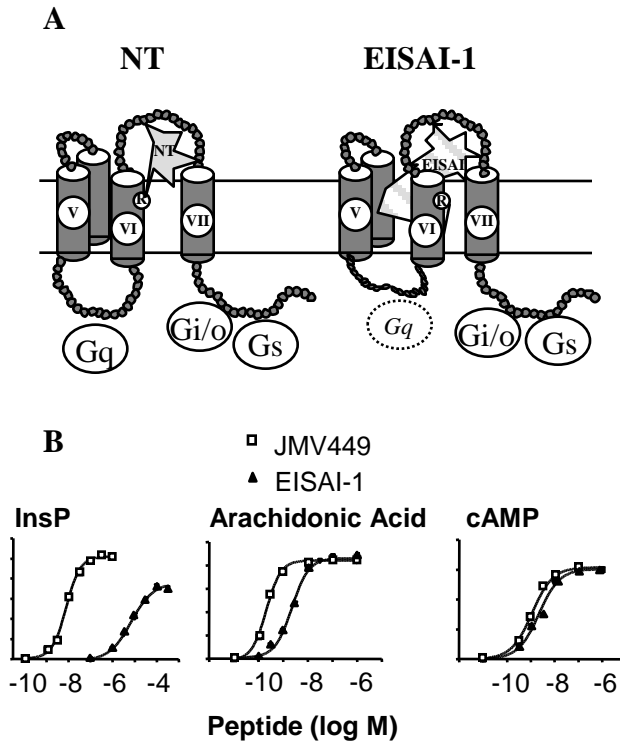 A
NT EISAI-1
NT EISAI
R R
V VI VII V VI VII
Gq Gi/o Gs Gq Gi/o Gs
B
JMV449
EISAI-1
InsP Arachidonic Acid cAMP
-10 -8 -6 -4 -10 -8 -6 -10 -8 -6
Peptide (log M)